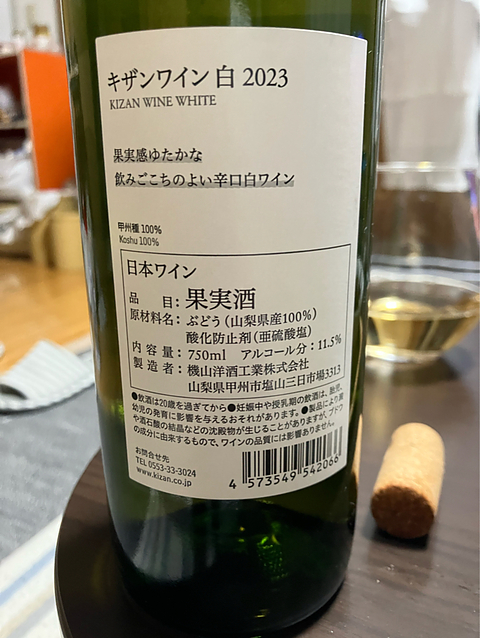 キザンワイン 白 2023
KIZAN WINE WHITE
果実感ゆたかな
飲みごこちのよい辛口白ワイン
甲州種 100%
Koshu 100%
日本ワイン
品 目：果実酒
原材料名：ぶどう（山梨県産100%）
酸化防止剤（亜硫酸塩）
内 容 量：750ml アルコール分：11.5%
製 造 者：機山洋酒工業株式会社
山梨県甲州市塩山三日市場3313
●飲酒は20歳を過ぎてから●妊娠中や授乳期の飲酒は、胎児、
幼児の発育に影響を与えるおそれがあります。●製品により澱
や酒石酸の結晶などの沈殿物が生じることがありますが、ブドウ
の成分に由来するもので、ワインの品質には影響ありません。
お問合せ先
TEL 0553-33-3024
www.kizan.co.jp
4 573549 542066